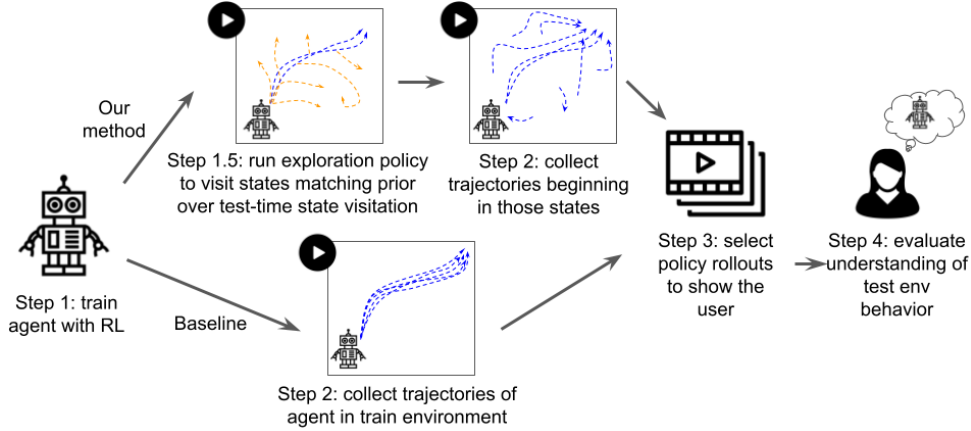 Our
method
Step 1.5: run exploration policy
to visit states matching prior
over test-time state visitation
Step 2: collect
trajectories beginning
in those states
Step 1: train
agent with RL
Baseline
Step 2: collect trajectories of
agent in train environment
Step 3: select
policy rollouts
to show the
user
Step 4: evaluate
understanding of
test env
behavior